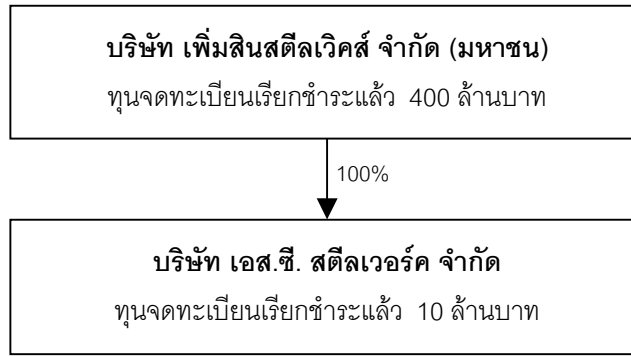 บริษัท เพิ่มสินสตีลเวิคส์ จำกัด (มหาชน)
ทุนจดทะเบียนเรียกชำระแล้ว 400 ล้านบาท
100%
บริษัท เอส.ซี. สตีลเวอร์ค จำกัด
ทุนจดทะเบียนเรียกชำระแล้ว 10 ล้านบาท